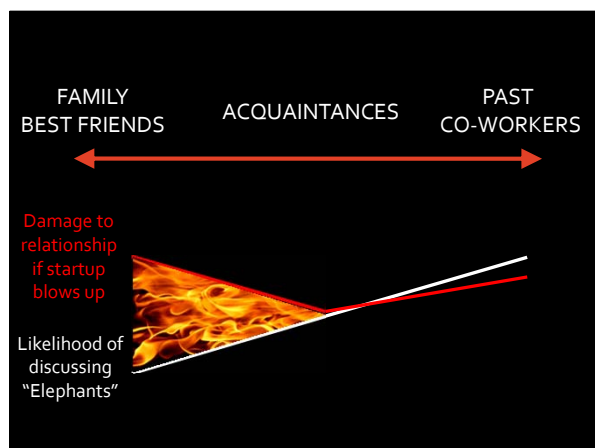 FAMILY
BEST FRIENDS
ACQUAINTANCES
PAST
CO-WORKERS
Damage to
relationship
if startup
blows up
Likelihood of
discussing
“Elephants”